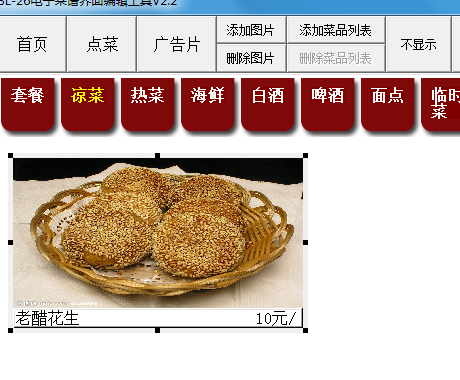 BL-26电子菜谱界面编辑工具V2.2
首页
点菜
广告片
添加图片
添加菜品列表
不显示
删除图片
删除菜品列表
套餐
凉菜
热菜
海鲜
白酒
啤酒
面点
临时
菜
老醋花生
10元/